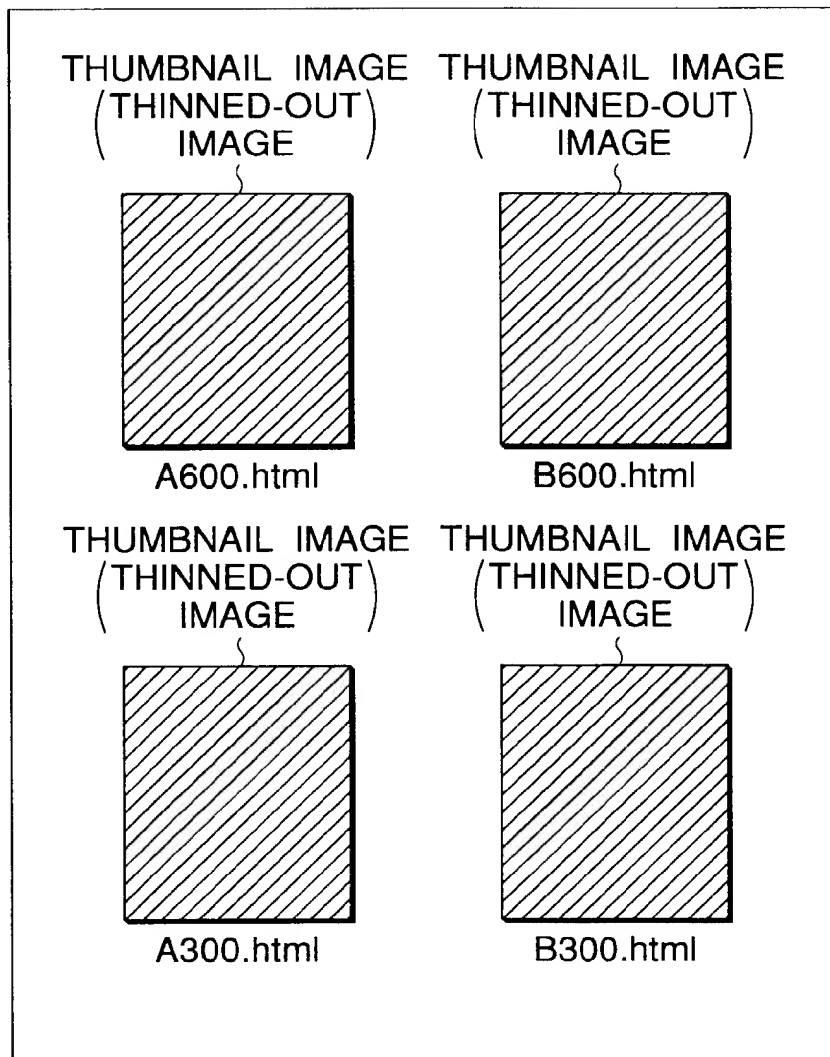 THUMBNAIL IMAGE
(THINNED-OUT
IMAGE)
THUMBNAIL IMAGE
(THINNED-OUT
IMAGE)
A600.html
B600.html
THUMBNAIL IMAGE
(THINNED-OUT
IMAGE)
THUMBNAIL IMAGE
(THINNED-OUT
IMAGE)
A300.html
B300.html